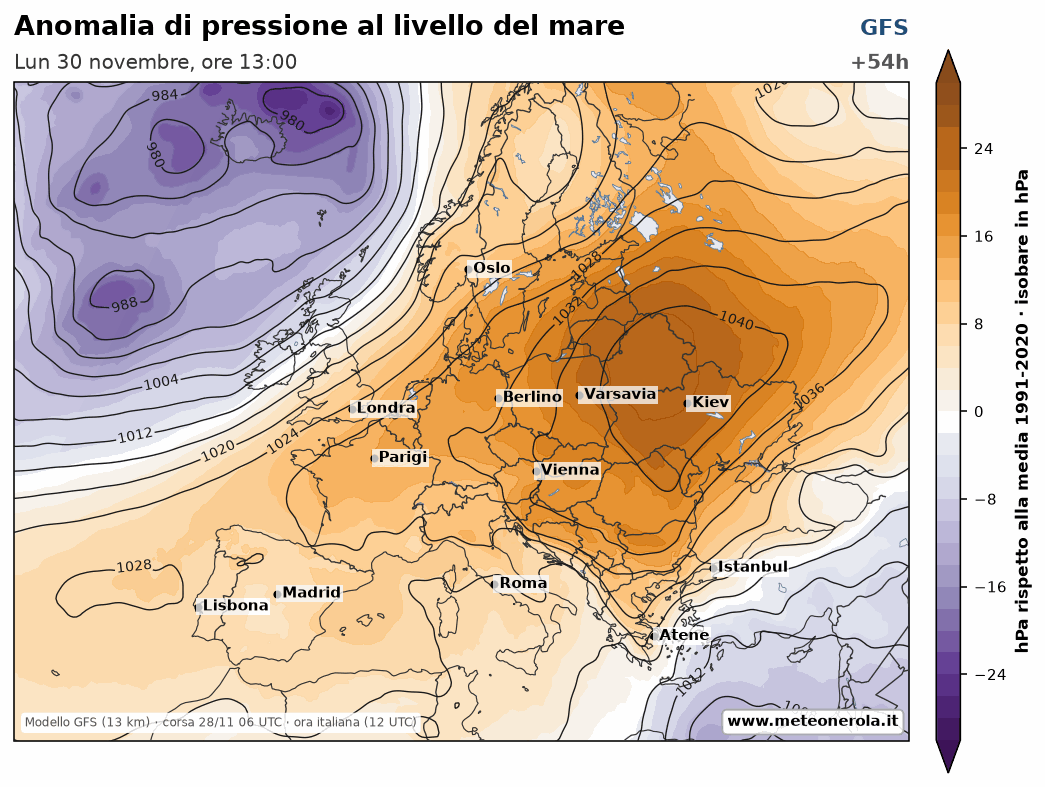 Anomalia di pressione al livello del mare
GFS
Lun 30 novembre, ore 13:00
+54h
984
980
980
988
1004
1012
1020
1024
1028
1028
1032
1040
1036
1012
Oslo
Londra
Berlino
Varsavia
Kiev
Parigi
Vienna
Istanbul
Roma
Madrid
Lisbona
Atene
24
16
8
0
−8
−16
−24
hPa rispetto alla media 1991-2020 · isobare in hPa
Modello GFS (13 km) · corsa 28/11 06 UTC · ora italiana (12 UTC)
www.meteonerola.it